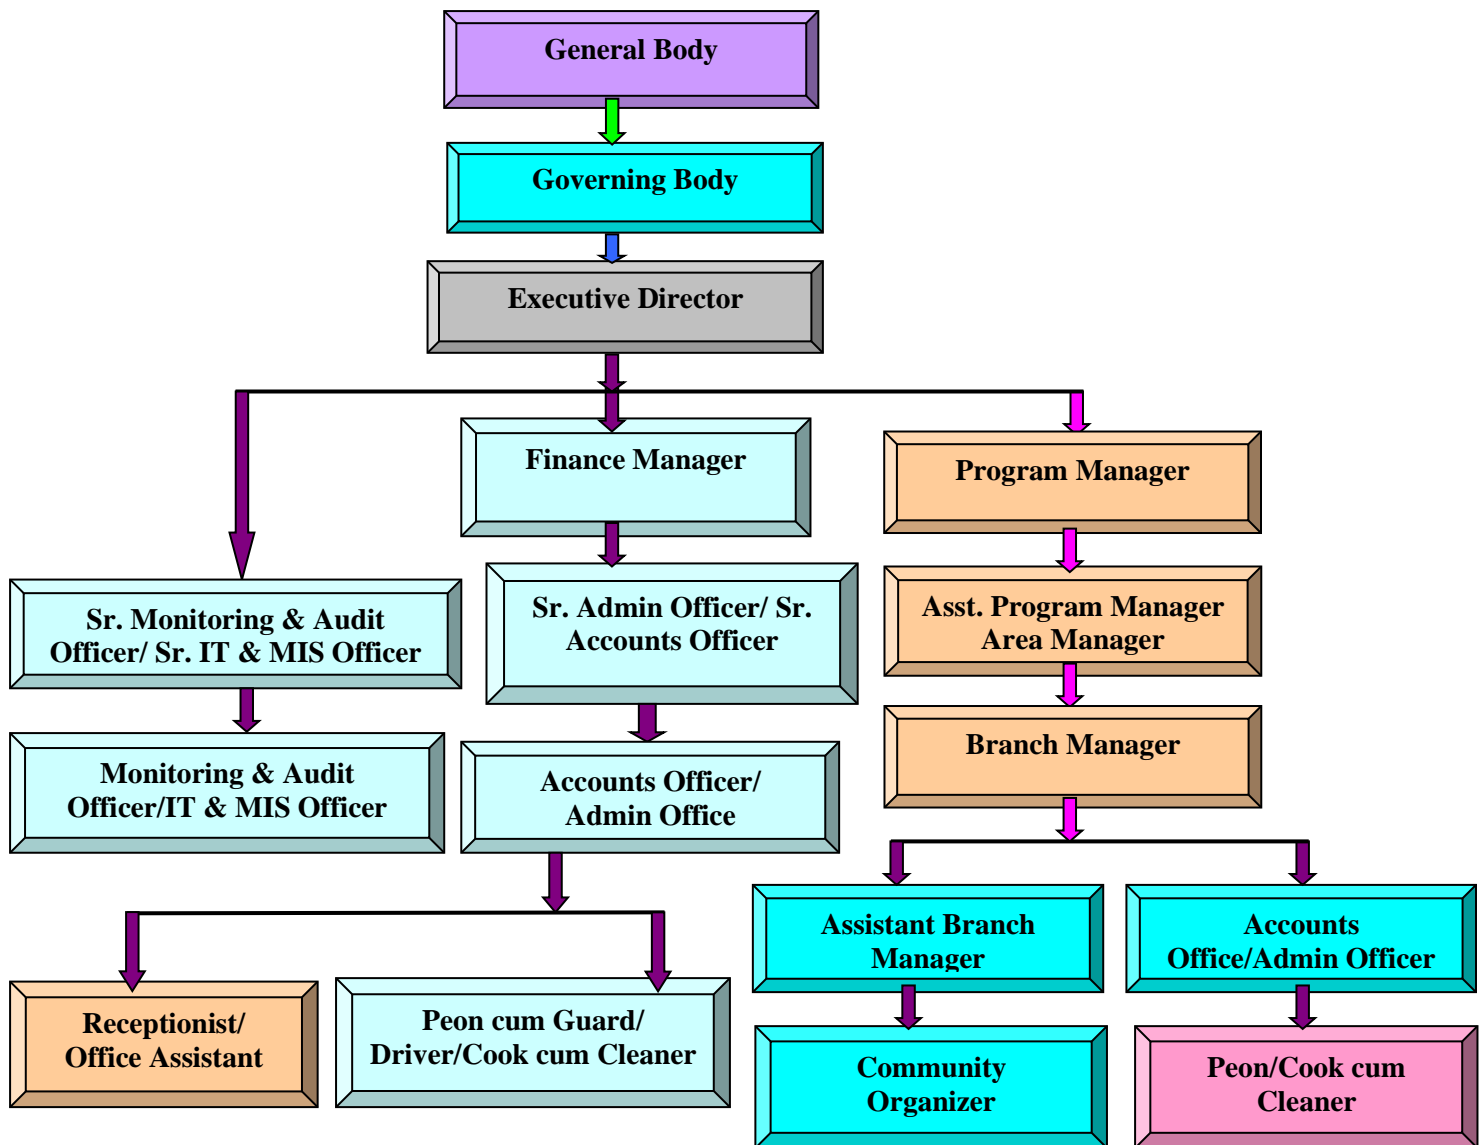 General Body
Governing Body
Executive Director
Finance Manager
Program Manager
Sr. Monitoring & Audit
Officer/ Sr. IT & MIS Officer
Sr. Admin Officer/ Sr.
Accounts Officer
Asst. Program Manager
Area Manager
Monitoring & Audit
Officer/IT & MIS Officer
Accounts Officer/
Admin Office
Branch Manager
Assistant Branch
Manager
Accounts
Office/Admin Officer
Receptionist/
Office Assistant
Peon cum Guard/
Driver/Cook cum Cleaner
Community
Organizer
Peon/Cook cum
Cleaner